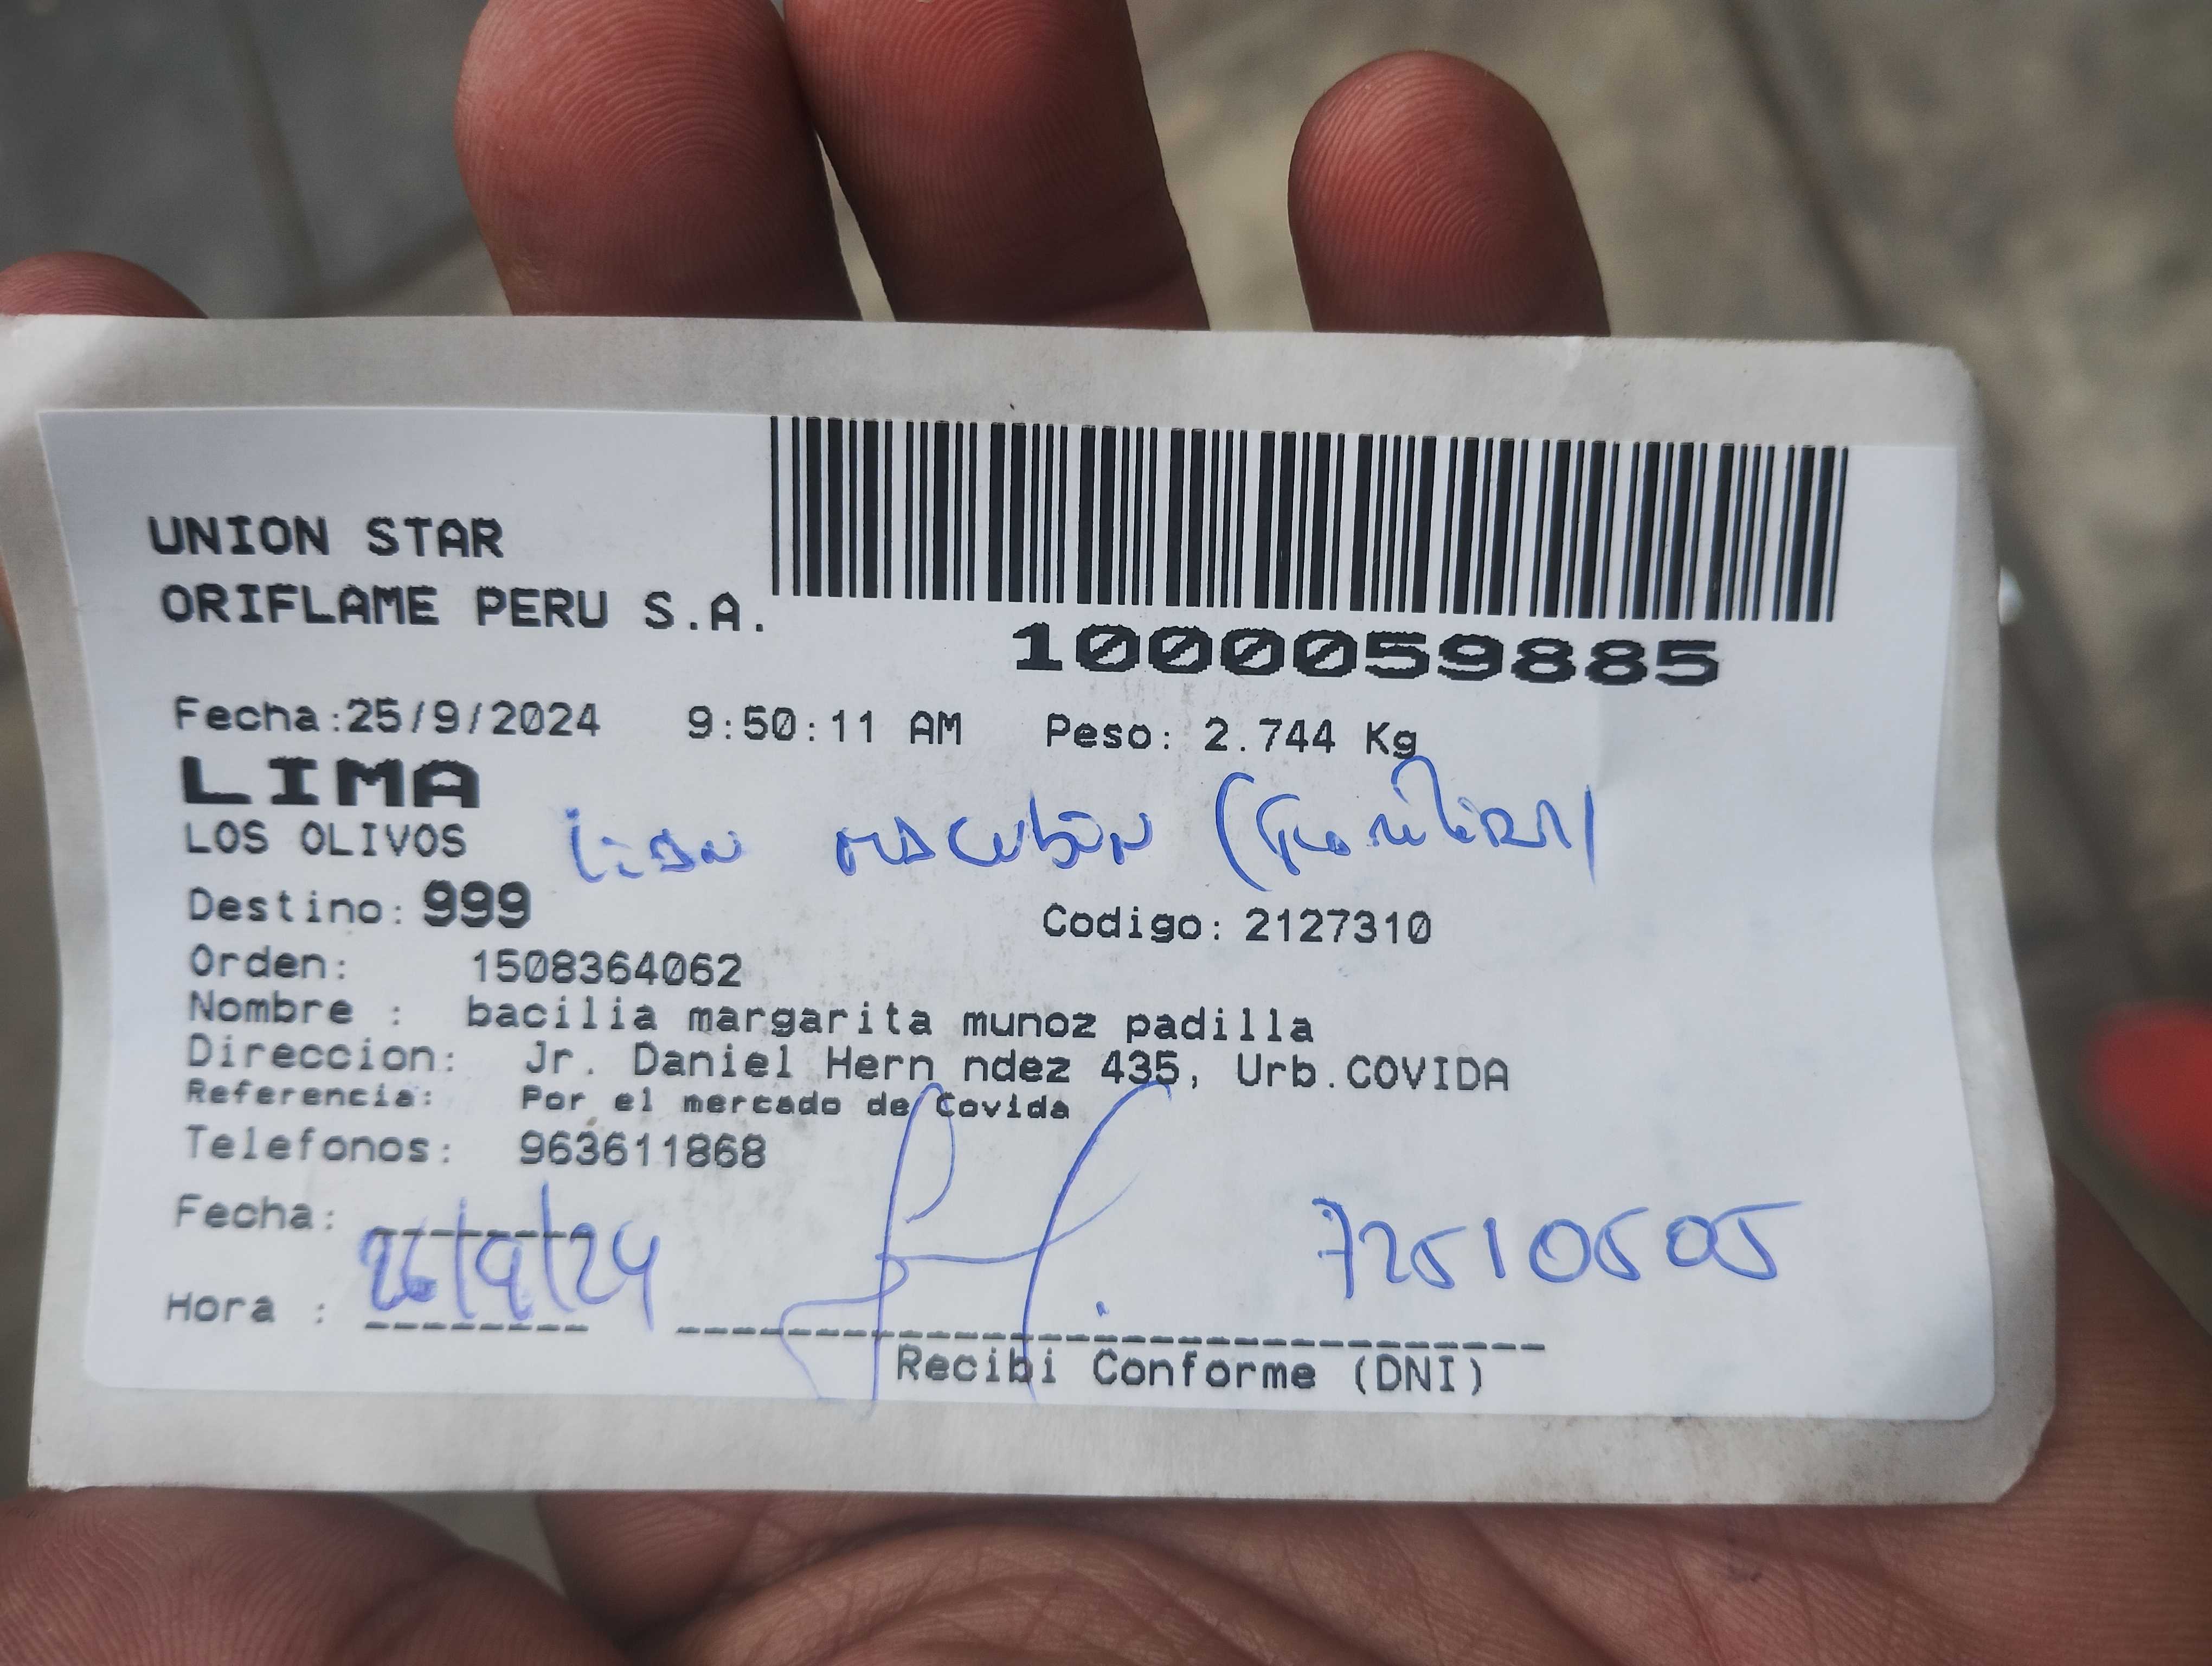 UNION STAR
ORIFLAME PERU S.A.
1000059885
Fecha:25/9/2024 9:50:11 AM Peso: 2.744 Kg
LIMA
LOS OLIVOS
Destino: 999 Codigo: 2127310
Orden: 1508364062
Nombre : bacilia margarita munoz padilla
Direccion: Jr. Daniel Hern ndez 435, Urb.COVIDA
Referencia: Por el mercado de Covida
Telefonos: 963611868
Fecha: 26/9/24
72510505
Hora :
Recibi Conforme (DNI)